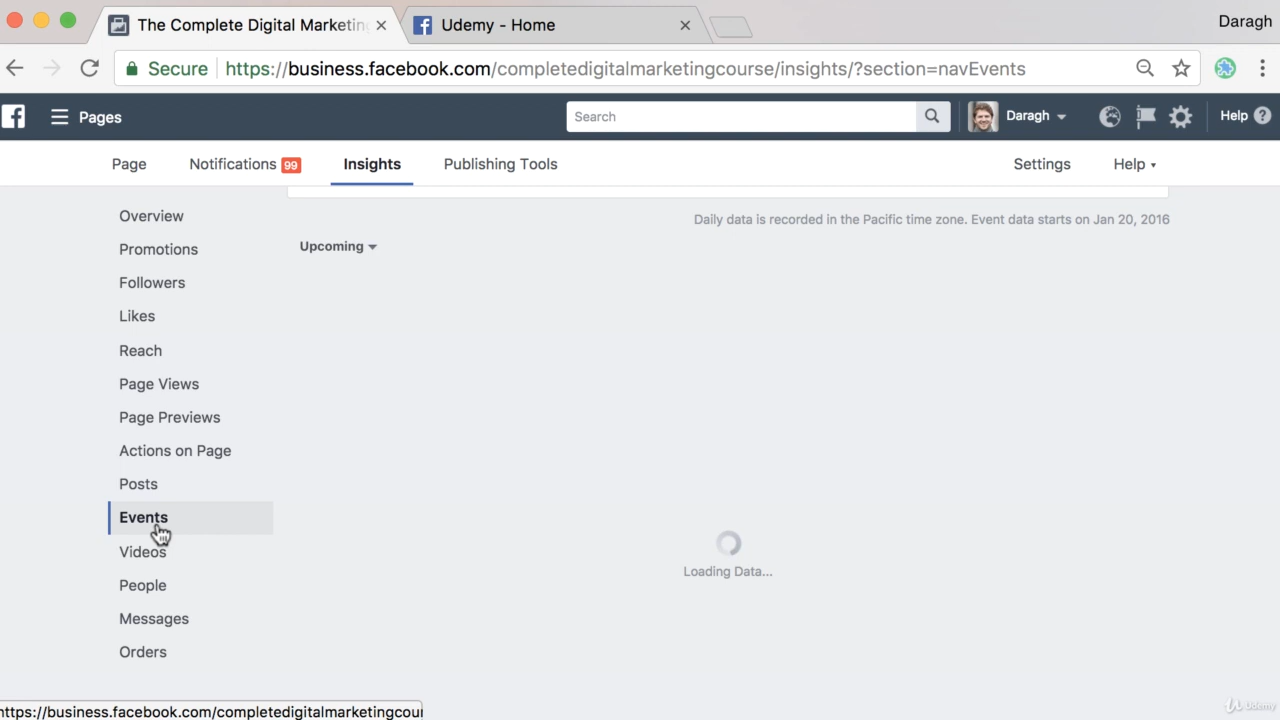 The Complete Digital Marketing
Udemy - Home
Daragh
Secure
https://business.facebook.com/completedigitalmarketingcourse/insights/?section=navEvents
Pages
Search
Daragh
Help
Page
Notifications 99
Insights
Publishing Tools
Settings
Help
Overview
Promotions
Followers
Likes
Reach
Page Views
Page Previews
Actions on Page
Posts
Events
Videos
People
Messages
Orders
Daily data is recorded in the Pacific time zone. Event data starts on Jan 20, 2016
Upcoming
Loading Data...
https://business.facebook.com/completedigitalmarketingcour
Udemy